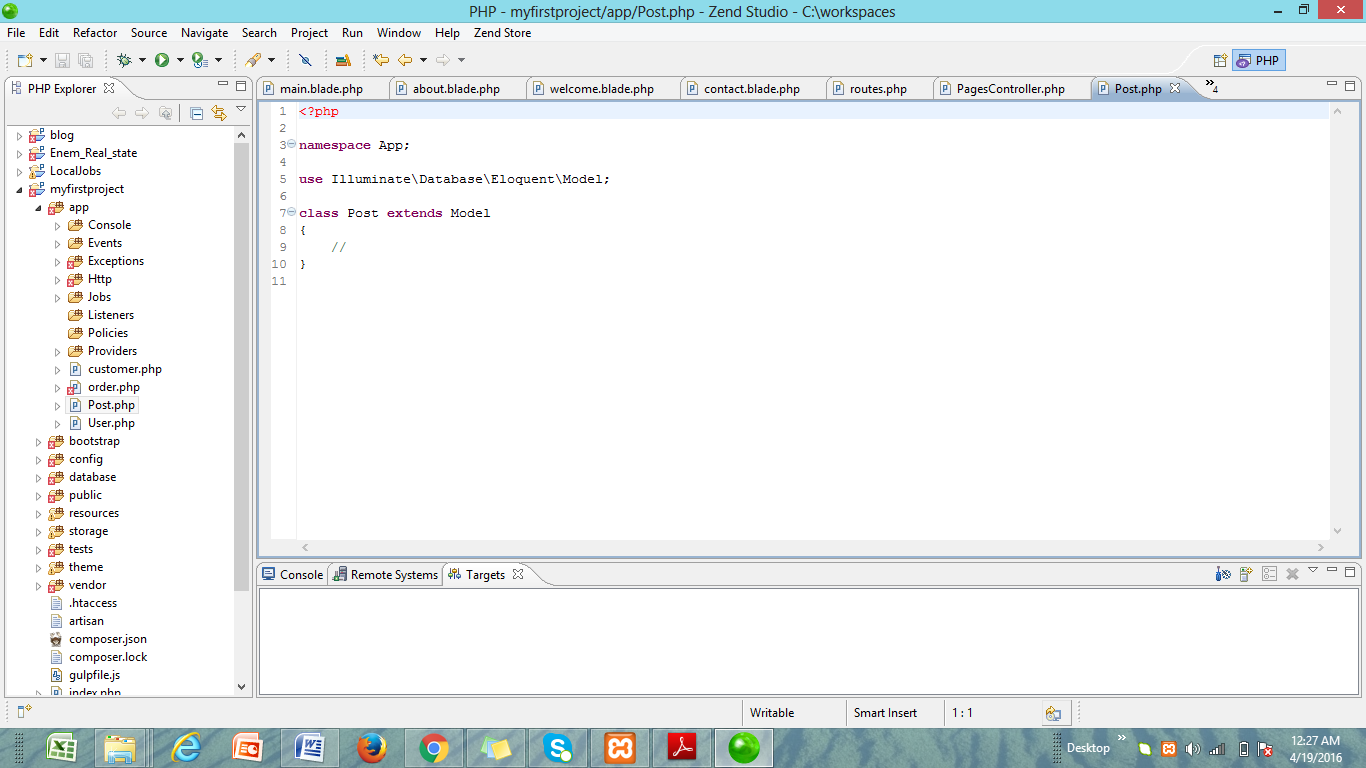 PHP - myfirstproject/app/Post.php - Zend Studio - C:\workspaces
File Edit Refactor Source Navigate Search Project Run Window Help Zend Store
PHP
PHP Explorer
blog
Enem_Real_state
LocalJobs
myfirstproject
app
Console
Events
Exceptions
Http
Jobs
Listeners
Policies
Providers
customer.php
order.php
Post.php
User.php
bootstrap
config
database
public
resources
storage
tests
theme
vendor
.htaccess
artisan
composer.json
composer.lock
gulpfile.js
index.php
main.blade.php about.blade.php welcome.blade.php contact.blade.php routes.php PagesController.php Post.php »4
1 <?php
2
3 namespace App;
4
5 use Illuminate\Database\Eloquent\Model;
6
7 class Post extends Model
8 {
9 //
10 }
11
Console Remote Systems Targets
Writable Smart Insert 1 : 1
Desktop »
12:27 AM
4/19/2016